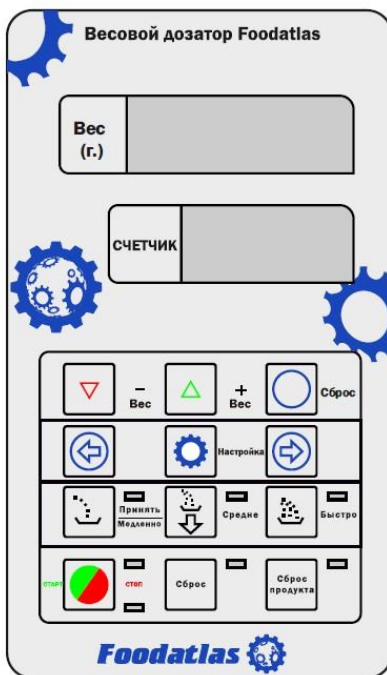 Весовой дозатор Foodatlas
Вес
(г.)
СЧЕТЧИК
− Вес
+ Вес
Сброс
Настройка
Принять
Медленно
Средне
Быстро
СТАРТ
СТОП
Сброс
Сброс
продукта
Foodatlas